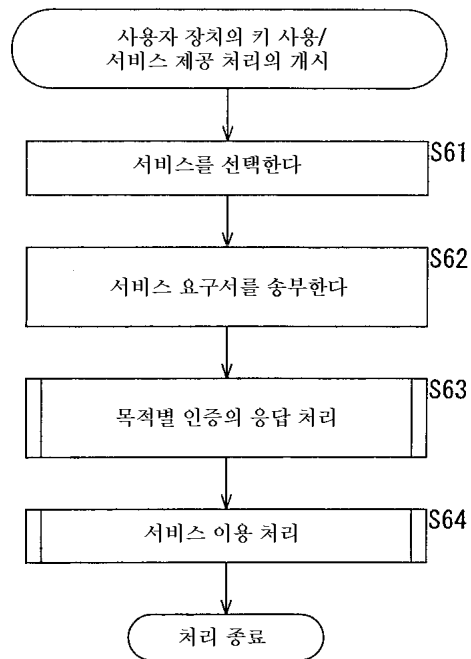 사용자 장치의 키 사용/
서비스 제공 처리의 개시
S61
서비스를 선택한다
S62
서비스 요구서를 송부한다
S63
목적별 인증의 응답 처리
S64
서비스 이용 처리
처리 종료